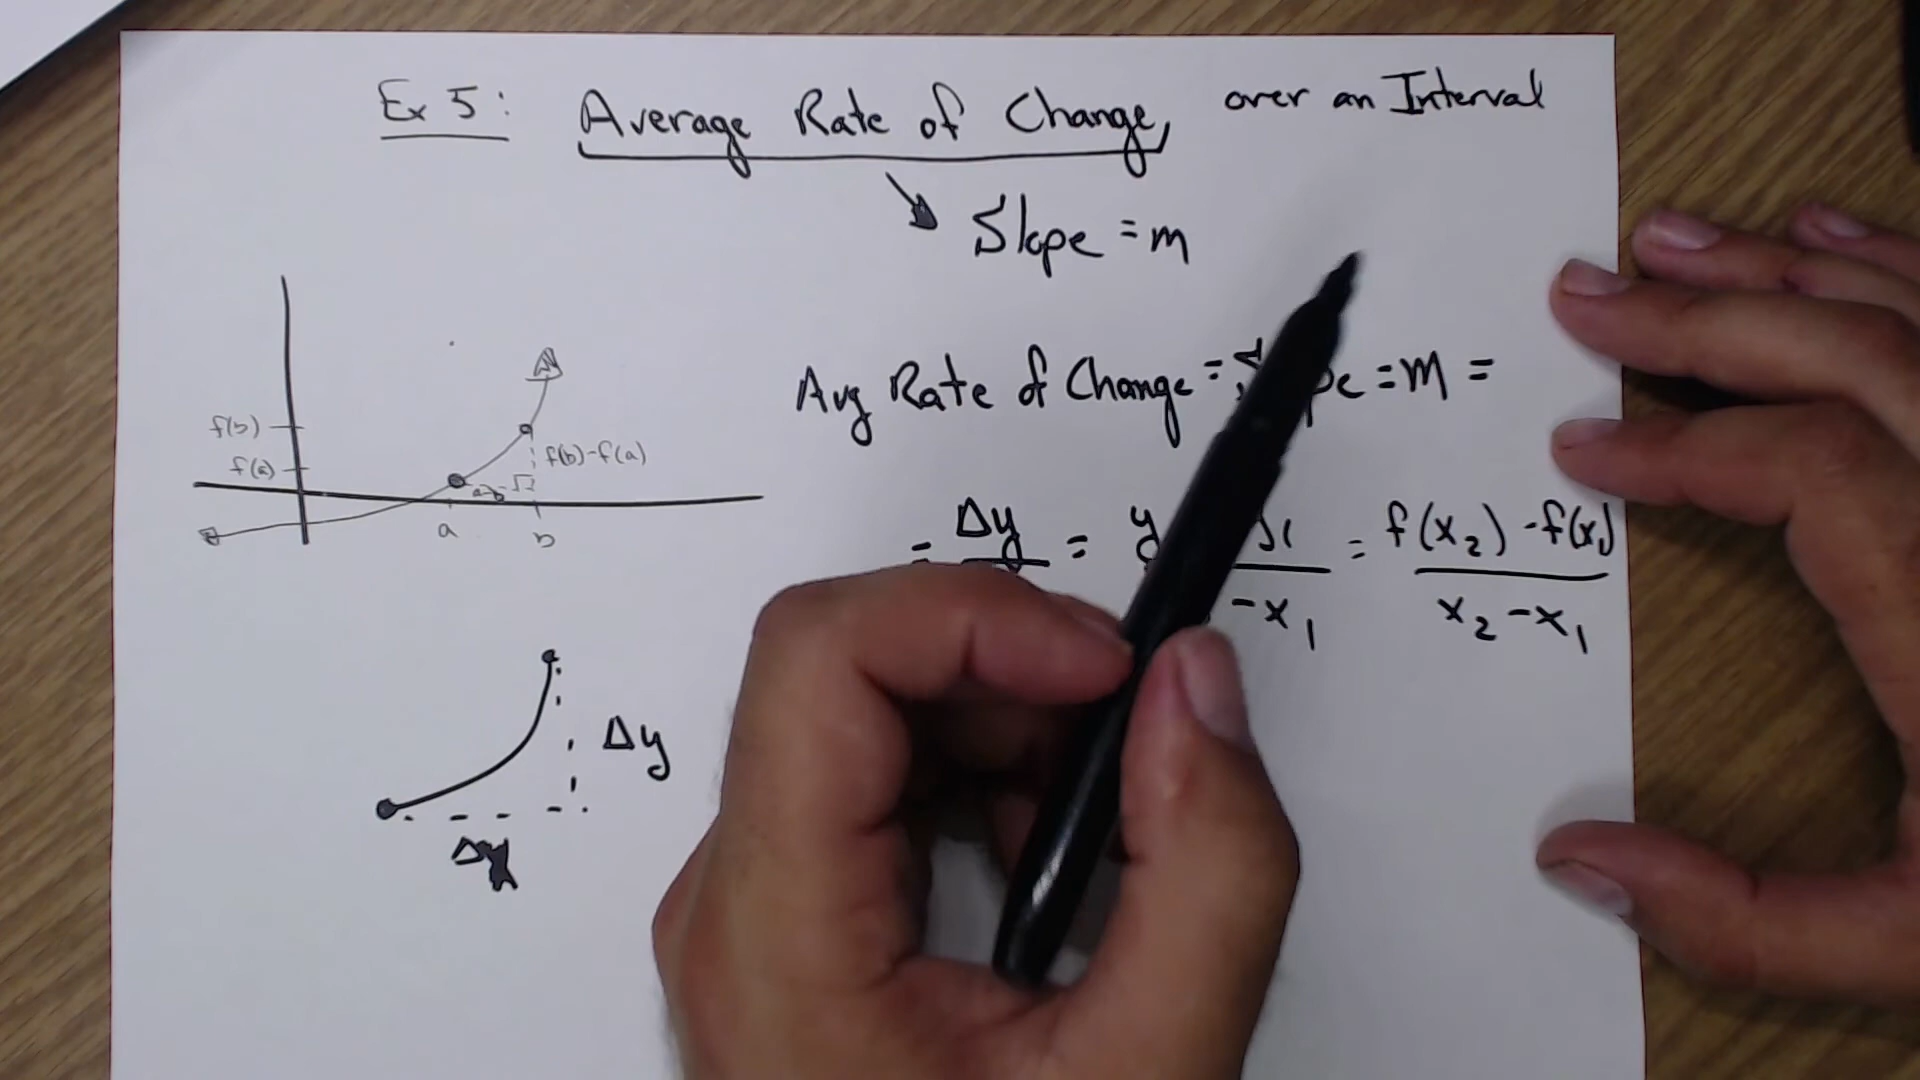 Ex 5: Average Rate of Change, over an Interval
Slope = m
Avg Rate of Change = = m =
= Δy = = f(x₂) - f(x₁)
- x₁ x₂ - x₁
f(b)
f(a)
f(b)-f(a)
a b
Δy
Δx